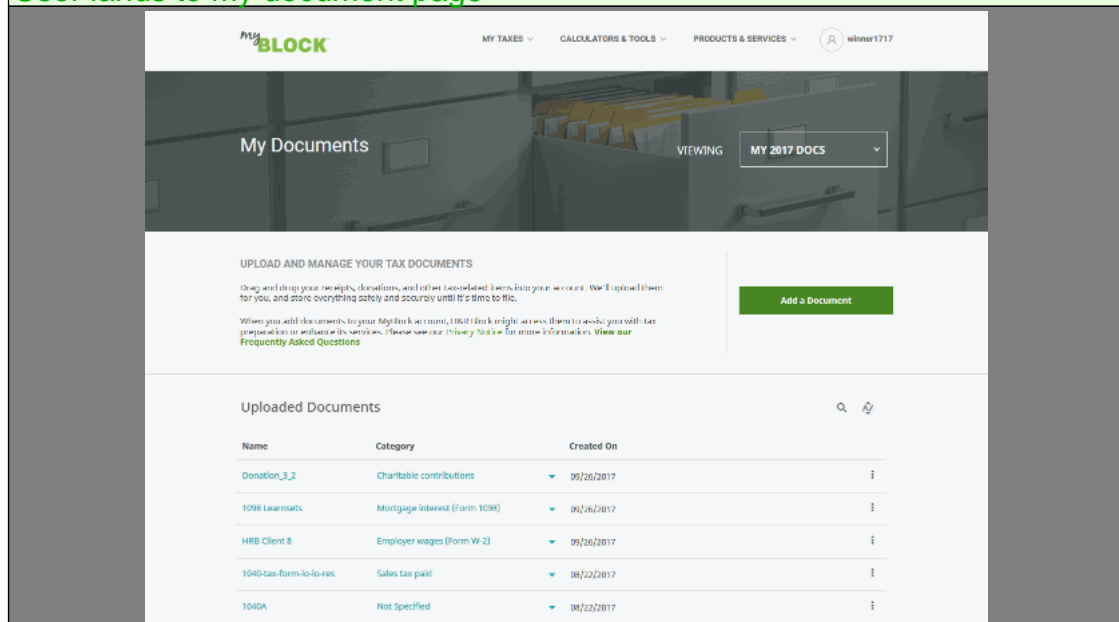 User lands to My document page
my BLOCK
MY TAXES
CALCULATORS & TOOLS
PRODUCTS & SERVICES
winner1717
My Documents
VIEWING
MY 2017 DOCS
UPLOAD AND MANAGE YOUR TAX DOCUMENTS
Drag and drop your receipts, donations, and other tax-related items into your account. We'll upload them
for you, and store everything safely and securely until it's time to file.
Add a Document
When you add documents to your MyBlock account, H&R Block might access them to assist you with tax
preparation or enhance its services. Please see our Privacy Notice for more information. View our
Frequently Asked Questions
Uploaded Documents
Name Category Created On
Donation_3_2 Charitable contributions 09/26/2017
1098 Learnsets Mortgage interest (Form 1098) 09/26/2017
HRB Client 8 Employer wages (Form W-2) 09/26/2017
1040-tax-form-io-io-res Sales tax paid 08/22/2017
1040A Not Specified 08/22/2017